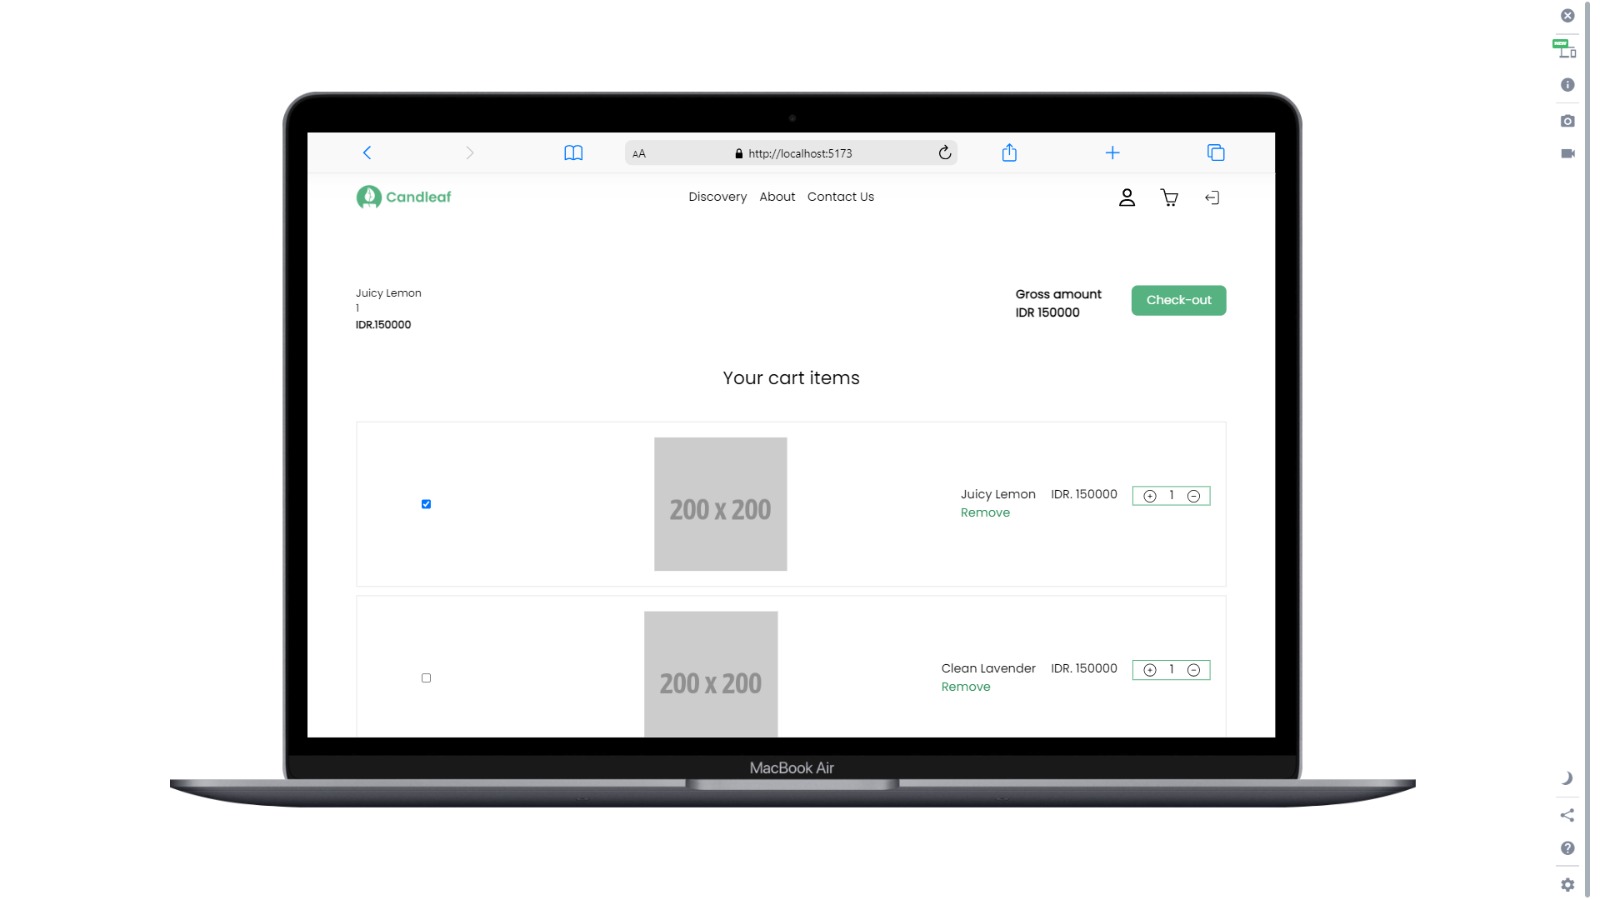 AA http://localhost:5173
Candleaf Discovery About Contact Us
Juicy Lemon
1
IDR.150000
Gross amount
IDR 150000
Check-out
Your cart items
200 x 200
Juicy Lemon IDR. 150000 1
Remove
200 x 200
Clean Lavender IDR. 150000 1
Remove
MacBook Air